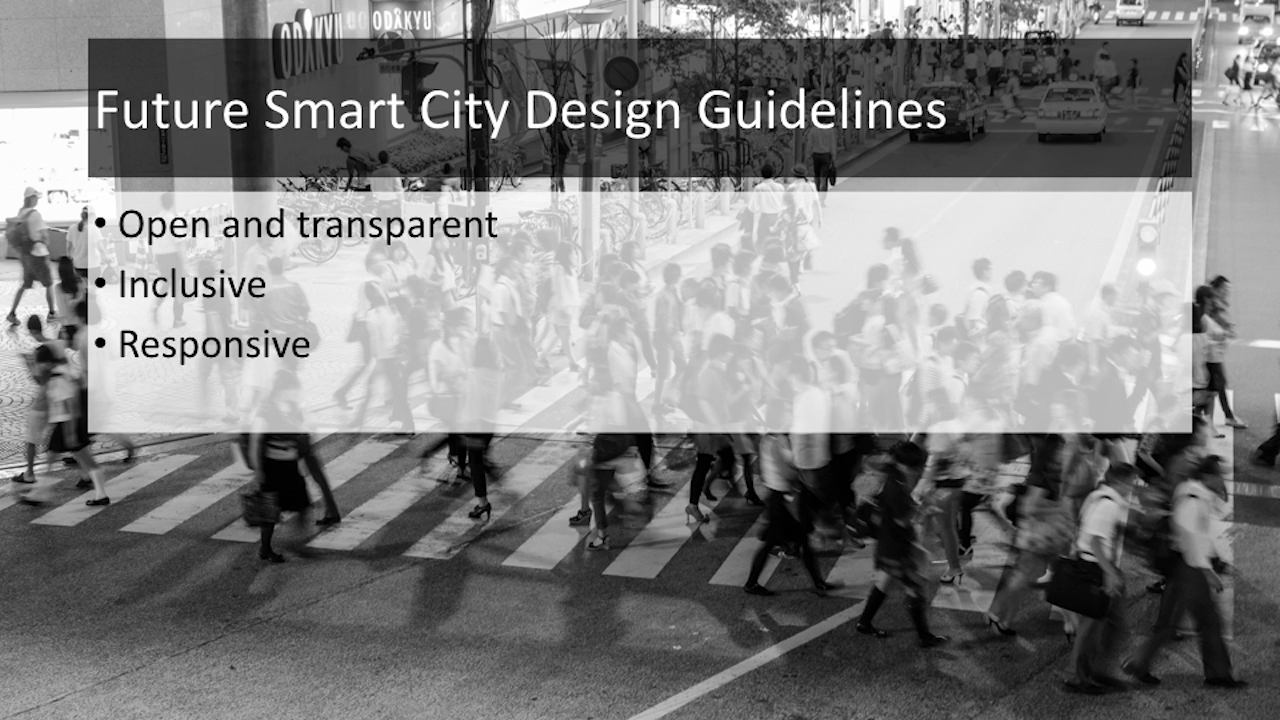 ODAKYU
ODAKYU
Future Smart City Design Guidelines
• Open and transparent
• Inclusive
• Responsive